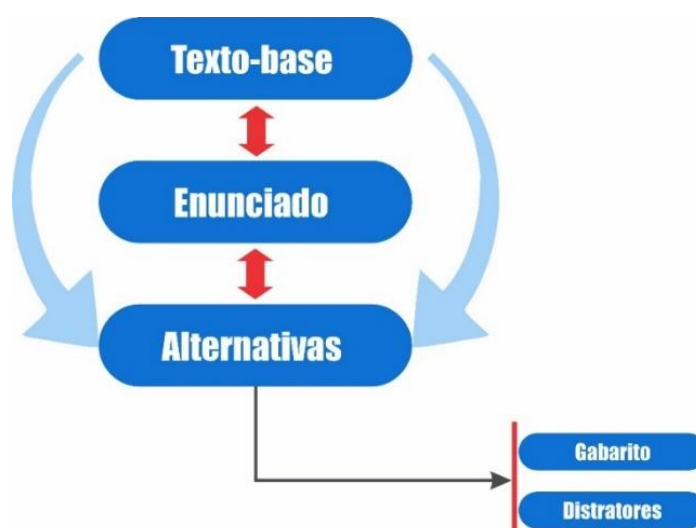 Texto-base
Enunciado
Alternativas
Gabarito
Distratores